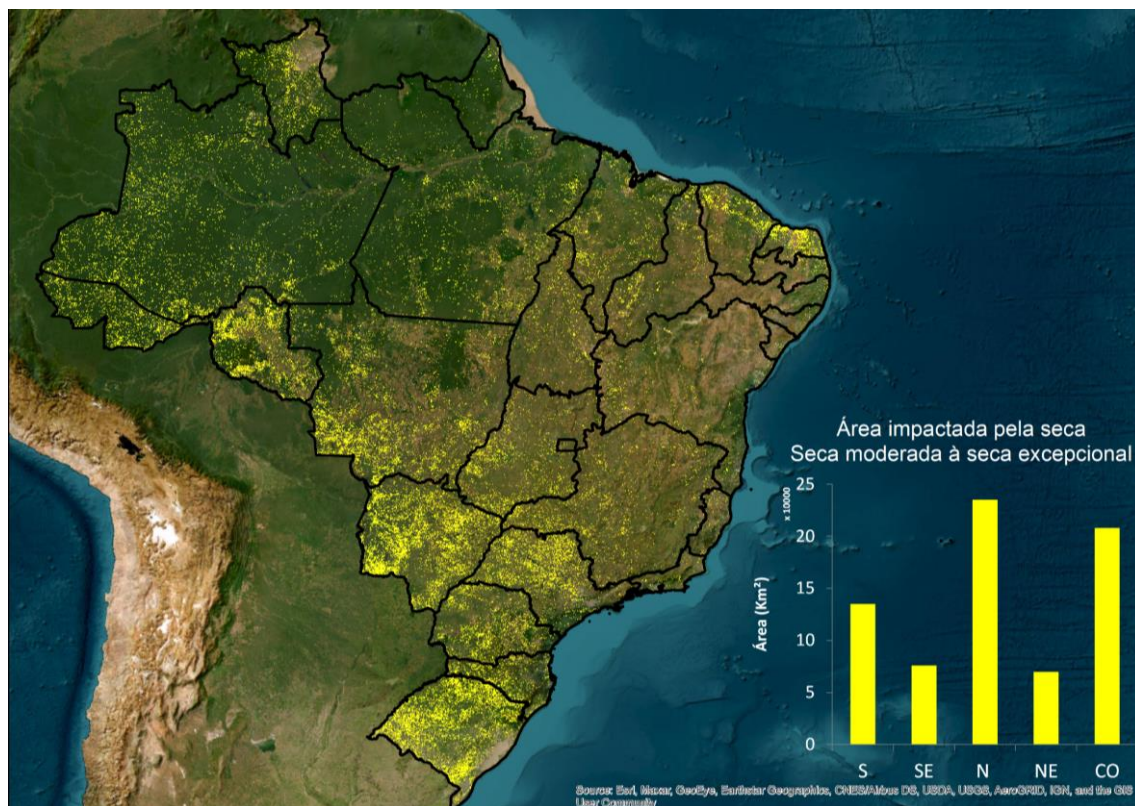 Área impactada pela seca
Seca moderada à seca excepcional
x 10000
Área (Km²)
25
20
15
10
5
0
S SE N NE CO
Source: Esri, Maxar, GeoEye, Earthstar Geographics, CNES/Airbus DS, USDA, USGS, AeroGRID, IGN, and the GIS
User Community